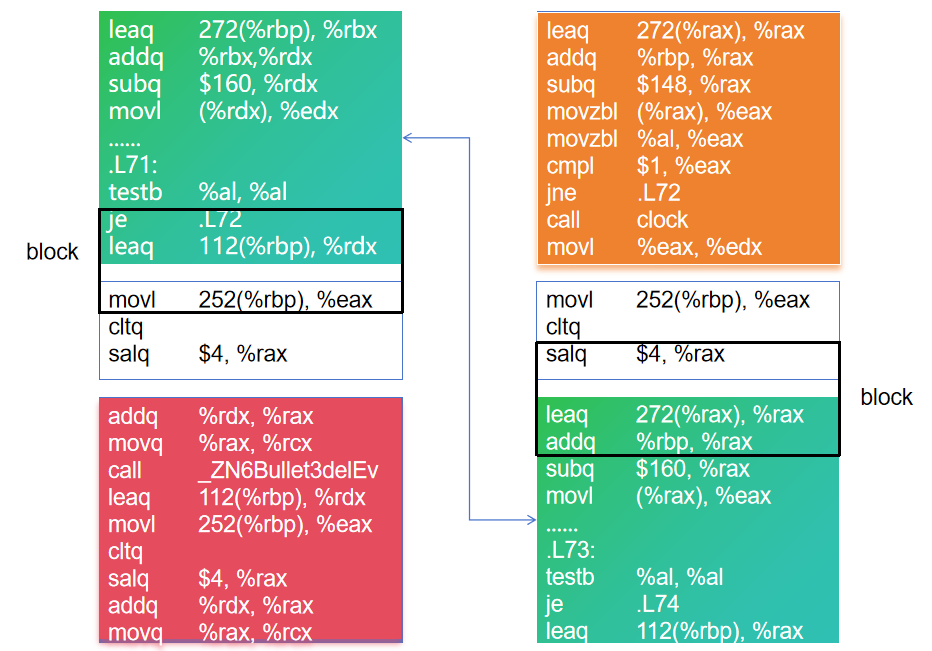 leaq 272(%rbp), %rbx
addq %rbx,%rdx
subq $160, %rdx
movl (%rdx), %edx
......
.L71:
testb %al, %al
je .L72
leaq 112(%rbp), %rdx
block
movl 252(%rbp), %eax
cltq
salq $4, %rax
addq %rdx, %rax
movq %rax, %rcx
call _ZN6Bullet3delEv
leaq 112(%rbp), %rdx
movl 252(%rbp), %eax
cltq
salq $4, %rax
addq %rdx, %rax
movq %rax, %rcx
leaq 272(%rax), %rax
addq %rbp, %rax
subq $148, %rax
movzbl (%rax), %eax
movzbl %al, %eax
cmpl $1, %eax
jne .L72
call clock
movl %eax, %edx
movl 252(%rbp), %eax
cltq
salq $4, %rax
block
leaq 272(%rax), %rax
addq %rbp, %rax
subq $160, %rax
movl (%rax), %eax
......
.L73:
testb %al, %al
je .L74
leaq 112(%rbp), %rax